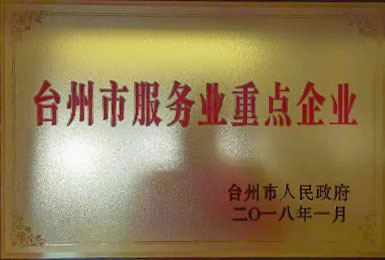 台州市服务业重点企业
台州市人民政府
二〇一八年一月